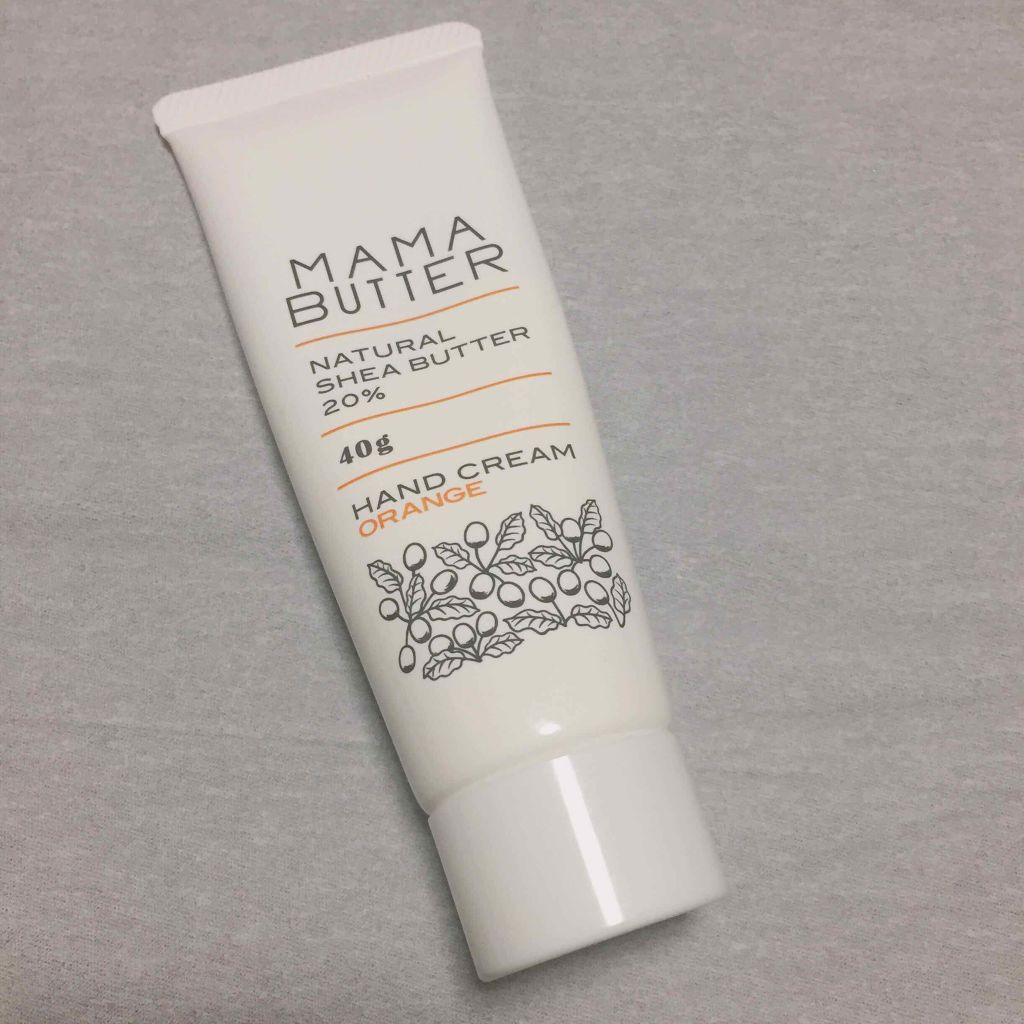 MAMA
BUTTER
NATURAL
SHEA BUTTER
20%
40g
HAND CREAM
ORANGE